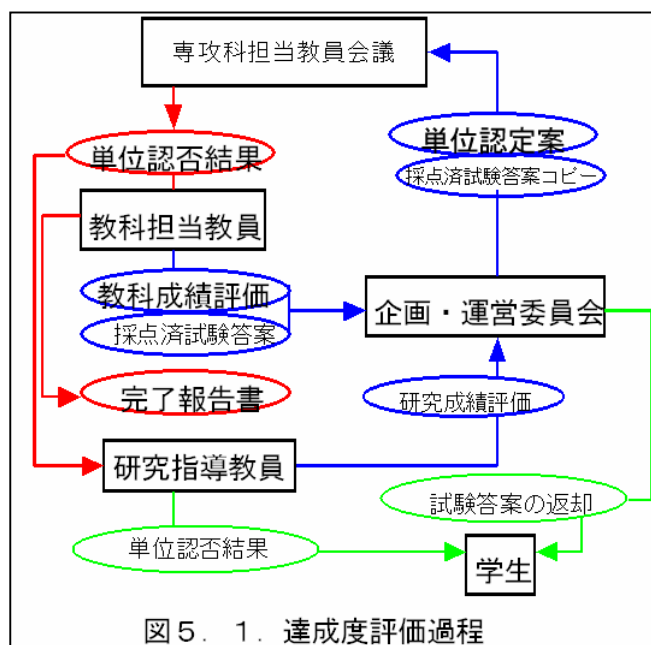 専攻科担当教員会議
単位認否結果
単位認定案
採点済試験答案コピー
教科担当教員
教科成績評価
採点済試験答案
企画・運営委員会
完了報告書
研究成績評価
研究指導教員
試験答案の返却
単位認否結果
学生
図5.1.達成度評価過程